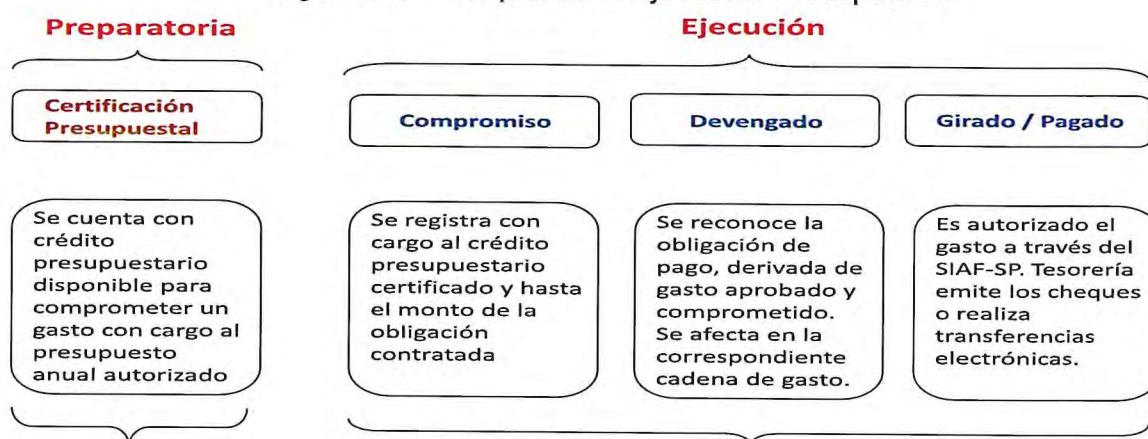 Preparatoria
Ejecución
Certificación
Presupuestal
Compromiso
Devengado
Girado / Pagado
Se cuenta con
crédito
presupuestario
disponible para
comprometer un
gasto con cargo al
presupuesto
anual autorizado
Se registra con
cargo al crédito
presupuestario
certificado y hasta
el monto de la
obligación
contratada
Se reconoce la
obligación de
pago, derivada de
gasto aprobado y
comprometido.
Se afecta en la
correspondiente
cadena de gasto.
Es autorizado el
gasto a través del
SIAF-SP. Tesorería
emite los cheques
o realiza
transferencias
electrónicas.